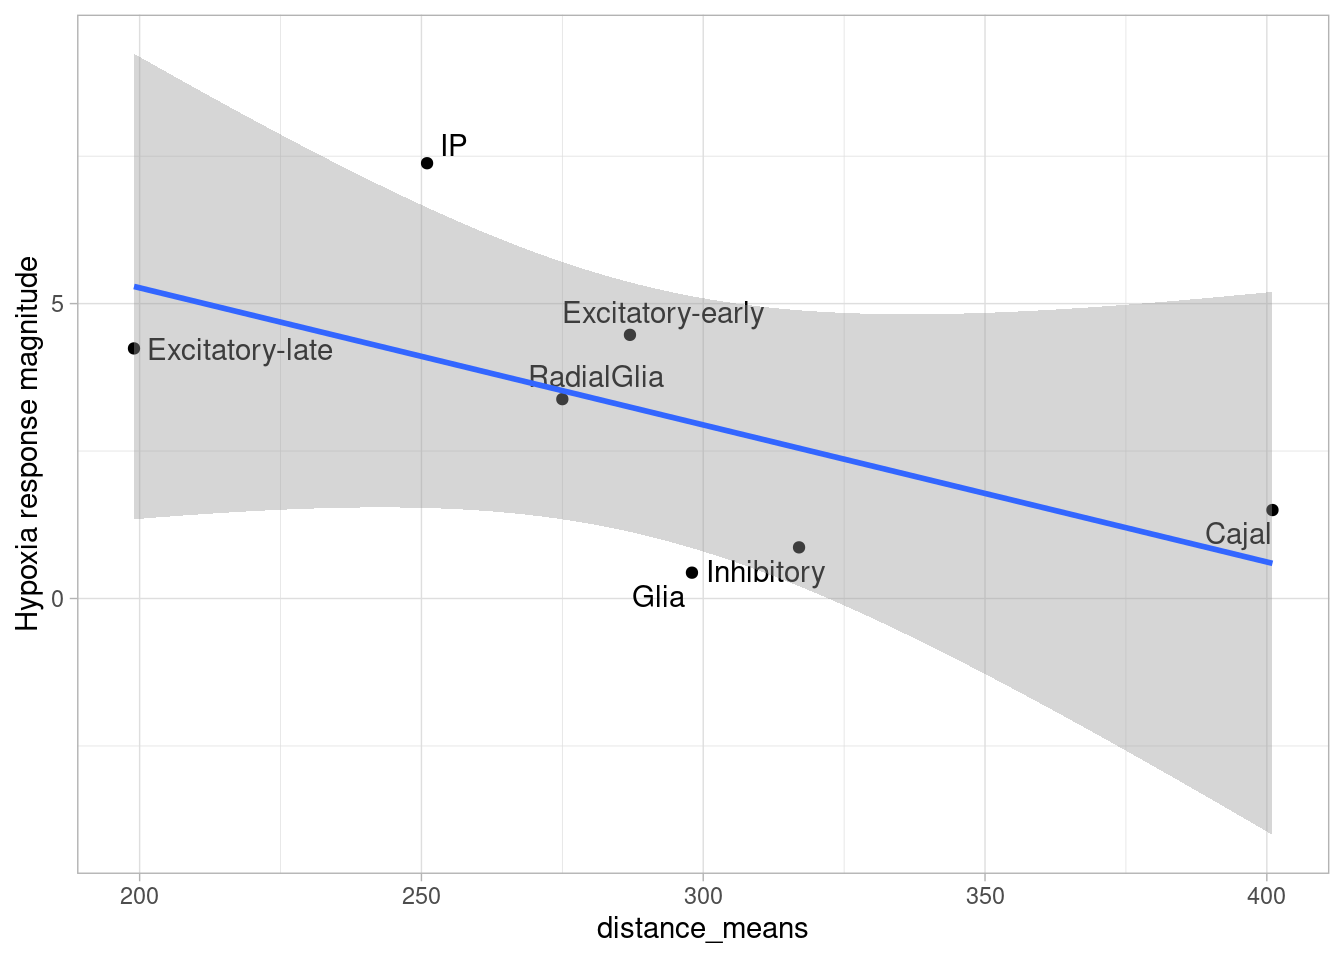 Hypoxia response magnitude
5
0
IP
Excitatory-early
Excitatory-late
RadialGlia
Cajal
Inhibitory
Glia
200
250
300
350
400
distance_means